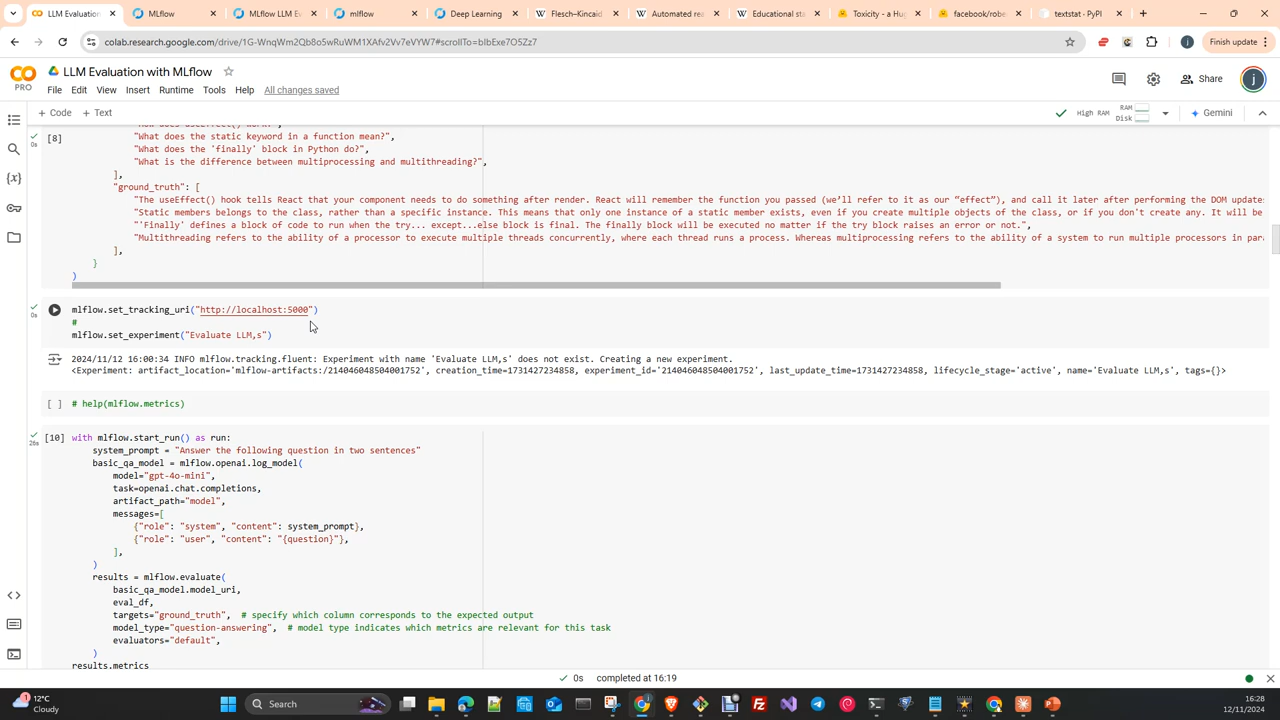 LLM Evaluation
MLflow
MLflow LLM E
mlflow
Deep Learning
Flesch–Kincaid
Automated rea
Educational sta
Toxicity - a Hug
facebook/robe
textstat - PyPI
colab.research.google.com/drive/1G-WnqWm2Qb8o5wRuWM1XAfv2Vv7eVYW7#scrollTo=bIbExe7O5Zz7
Finish update
PRO
LLM Evaluation with MLflow
File Edit View Insert Runtime Tools Help All changes saved
Share
+ Code + Text
High RAM RAM Disk
Gemini
[8]
0s
"What does the static keyword in a function mean?",
"What does the 'finally' block in Python do?",
"What is the difference between multiprocessing and multithreading?",
],
"ground_truth": [
"The useEffect() hook tells React that your component needs to do something after render. React will remember the function you passed (we'll refer to it as our “effect”), and call it later after performing the DOM update
"Static members belongs to the class, rather than a specific instance. This means that only one instance of a static member exists, even if you create multiple objects of the class, or if you don't create any. It will be
"'Finally' defines a block of code to run when the try... except...else block is final. The finally block will be executed no matter if the try block raises an error or not.",
"Multithreading refers to the ability of a processor to execute multiple threads concurrently, where each thread runs a process. Whereas multiprocessing refers to the ability of a system to run multiple processors in par
],
}
)
0s
mlflow.set_tracking_uri("http://localhost:5000")
#
mlflow.set_experiment("Evaluate LLM,s")
2024/11/12 16:00:34 INFO mlflow.tracking.fluent: Experiment with name 'Evaluate LLM,s' does not exist. Creating a new experiment.
<Experiment: artifact_location='mlflow-artifacts:/214046048504001752', creation_time=1731427234858, experiment_id='214046048504001752', last_update_time=1731427234858, lifecycle_stage='active', name='Evaluate LLM,s', tags={}>
[ ] # help(mlflow.metrics)
20s
[10] with mlflow.start_run() as run:
system_prompt = "Answer the following question in two sentences"
basic_qa_model = mlflow.openai.log_model(
model="gpt-4o-mini",
task=openai.chat.completions,
artifact_path="model",
messages=[
{"role": "system", "content": system_prompt},
{"role": "user", "content": "{question}"},
],
)
results = mlflow.evaluate(
basic_qa_model.model_uri,
eval_df,
targets="ground_truth", # specify which column corresponds to the expected output
model_type="question-answering", # model type indicates which metrics are relevant for this task
evaluators="default",
)
results.metrics
0s completed at 16:19
12°C
Cloudy
Search
16:28
12/11/2024